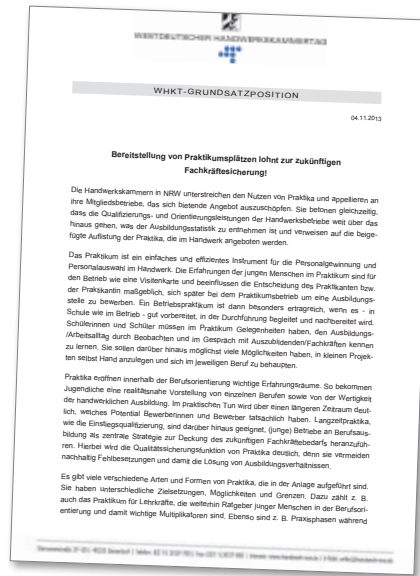 WESTDEUTSCHER HANDWERKSKAMMERTAG
WHKT-GRUNDSATZPOSITION
04.11.2013
Bereitstellung von Praktikumsplätzen lohnt zur zukünftigen
Fachkräftesicherung!
Die Handwerkskammern in NRW unterstreichen den Nutzen von Praktika und appellieren an
ihre Mitgliedsbetriebe, das sich bietende Angebot auszuschöpfen. Sie betonen gleichzeitig,
dass die Qualifizierungs- und Orientierungsleistungen der Handwerksbetriebe weit über das
hinaus gehen, was der Ausbildungsstatistik zu entnehmen ist und verweisen auf die beige-
fügte Auflistung der Praktika, die im Handwerk angeboten werden.
Das Praktikum ist ein einfaches und effizientes Instrument für die Personalgewinnung und
Personalauswahl im Handwerk. Die Erfahrungen der jungen Menschen im Praktikum sind für
den Betrieb wie eine Visitenkarte und beeinflussen die Entscheidung des Praktikanten bzw.
der Praktikantin maßgeblich, sich später bei dem Praktikumsbetrieb um eine Ausbildungs-
stelle zu bewerben. Ein Betriebspraktikum ist dann besonders ertragreich, wenn es - in
Schule wie im Betrieb - gut vorbereitet, in der Durchführung begleitet und nachbereitet wird.
Schülerinnen und Schüler müssen im Praktikum Gelegenheiten haben, den Ausbildungs-
/Arbeitsalltag durch Beobachten und im Gespräch mit Auszubildenden/Fachkräften kennen
zu lernen. Sie sollen darüber hinaus möglichst viele Möglichkeiten haben, in kleinen Projek-
ten selbst Hand anzulegen und sich im jeweiligen Beruf zu behaupten.
Praktika eröffnen innerhalb der Berufsorientierung wichtige Erfahrungsräume. So bekommen
Jugendliche eine realitätsnahe Vorstellung von einzelnen Berufen sowie von der Wertigkeit
der handwerklichen Ausbildung. Im praktischen Tun wird über einen längeren Zeitraum deut-
lich, welches Potential Bewerberinnen und Bewerber tatsächlich haben. Langzeitpraktika,
wie die Einstiegsqualifizierung, sind darüber hinaus geeignet, (junge) Betriebe an Berufsaus-
bildung als zentrale Strategie zur Deckung des zukünftigen Fachkräftebedarfs heranzufüh-
ren. Hierbei wird die Qualitätssicherungsfunktion von Praktika deutlich, denn sie vermeiden
nachhaltig Fehlbesetzungen und damit die Lösung von Ausbildungsverhältnissen.
Es gibt viele verschiedene Arten und Formen von Praktika, die in der Anlage aufgeführt sind.
Sie haben unterschiedliche Zielsetzungen, Möglichkeiten und Grenzen. Dazu zählt z. B.
auch das Praktikum für Lehrkräfte, die weiterhin Ratgeber junger Menschen in der Berufsori-
entierung und damit wichtige Multiplikatoren sind. Ebenso sind z. B. Praxisphasen während